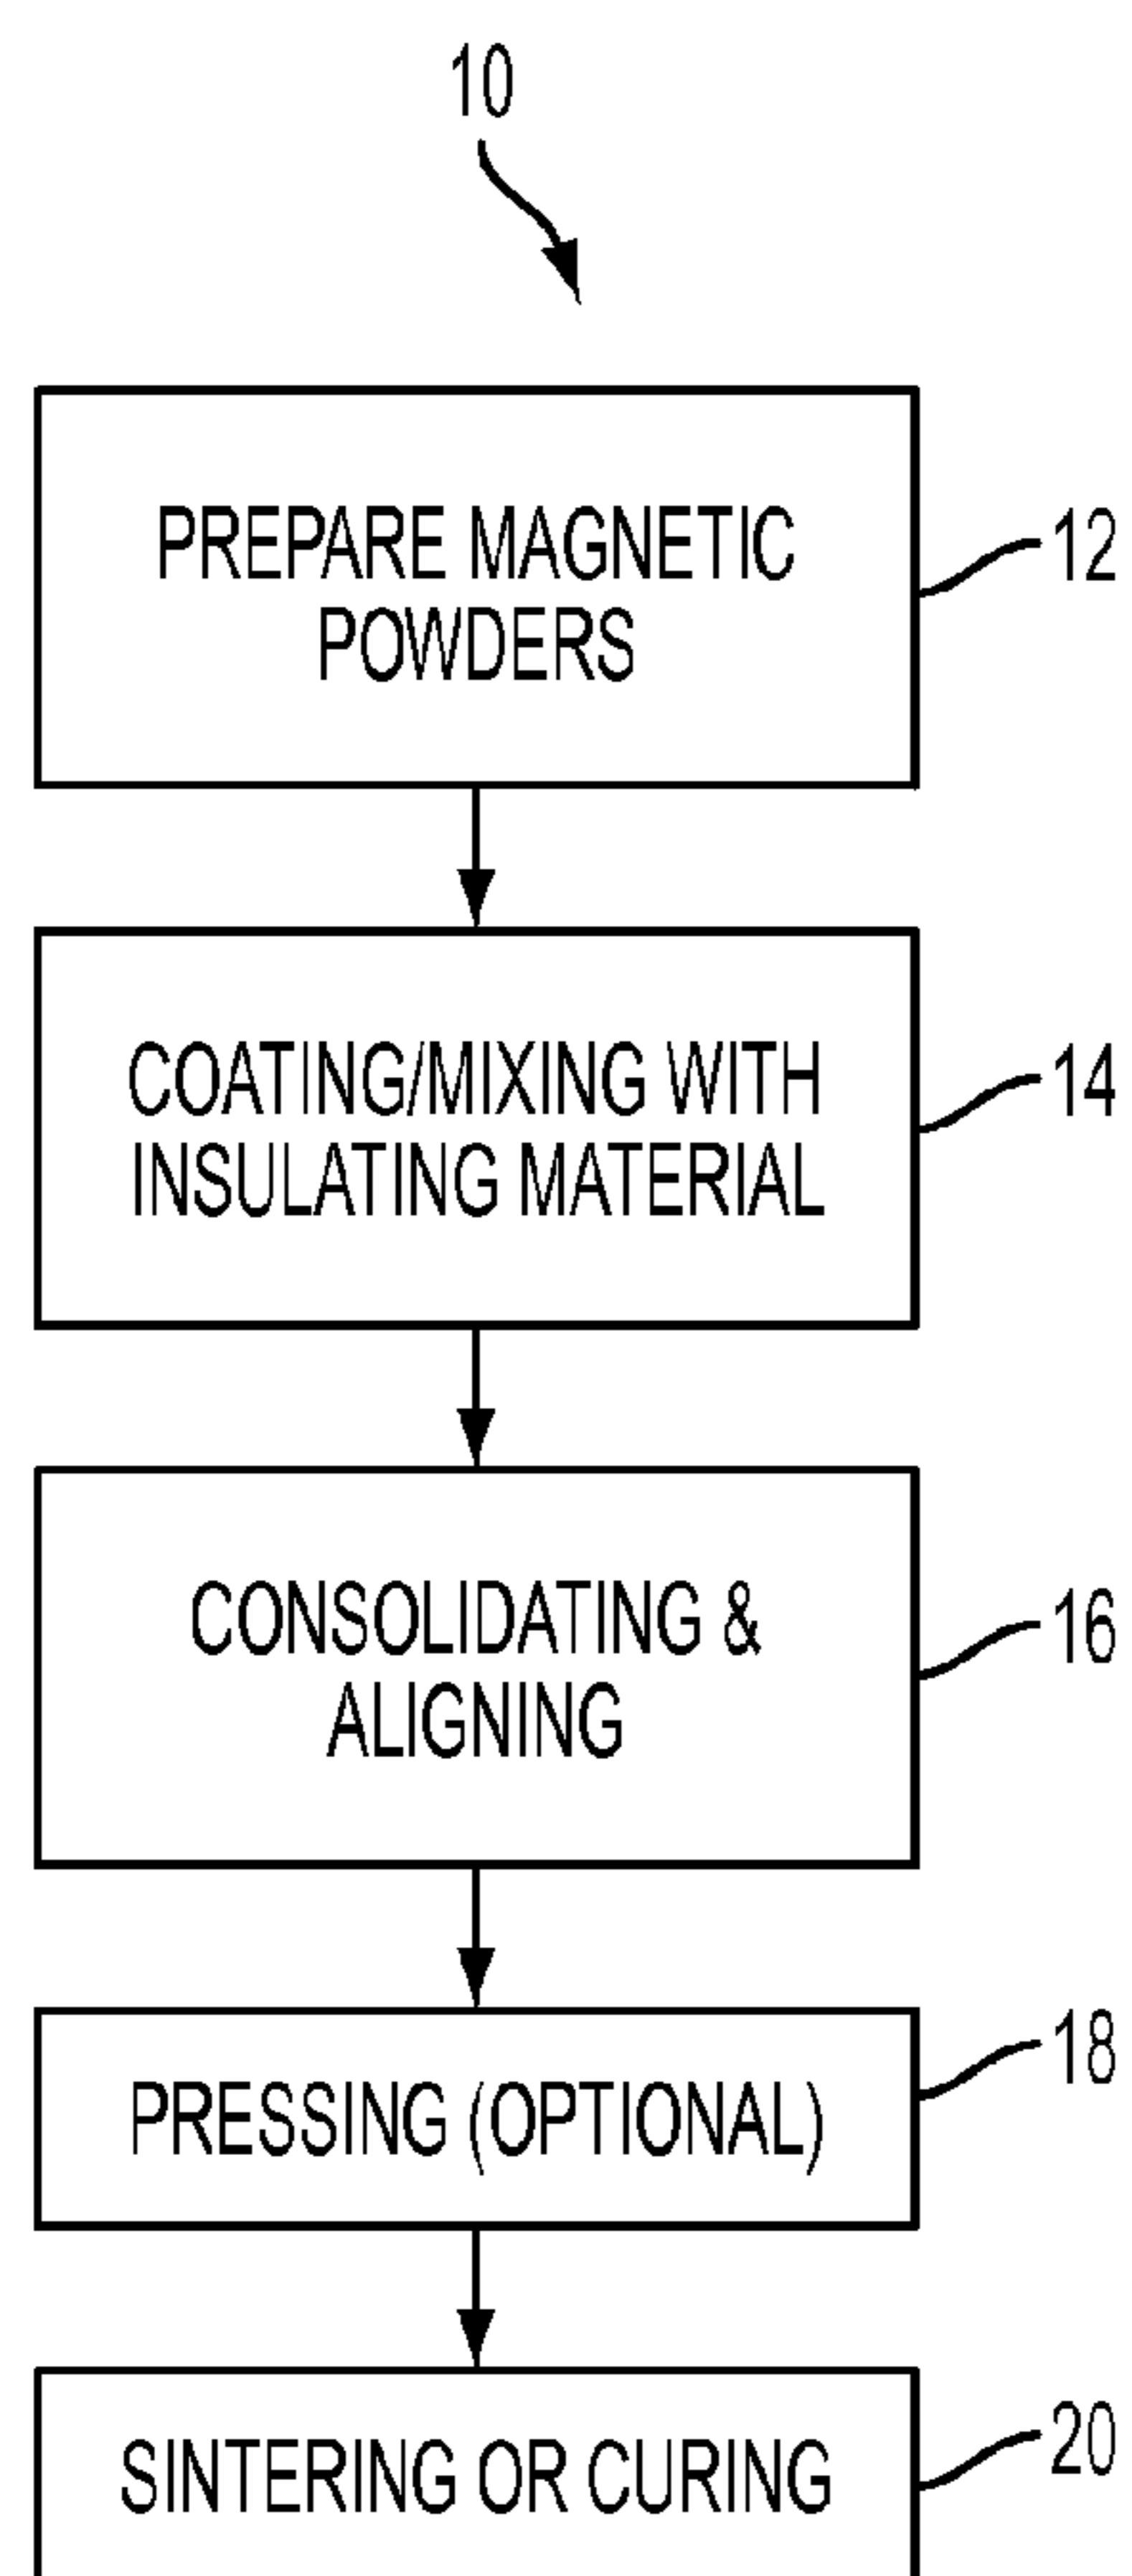 10
PREPARE MAGNETIC
POWDERS
12
COATING/MIXING WITH
INSULATING MATERIAL
14
CONSOLIDATING &
ALIGNING
16
PRESSING (OPTIONAL)
18
SINTERING OR CURING
20